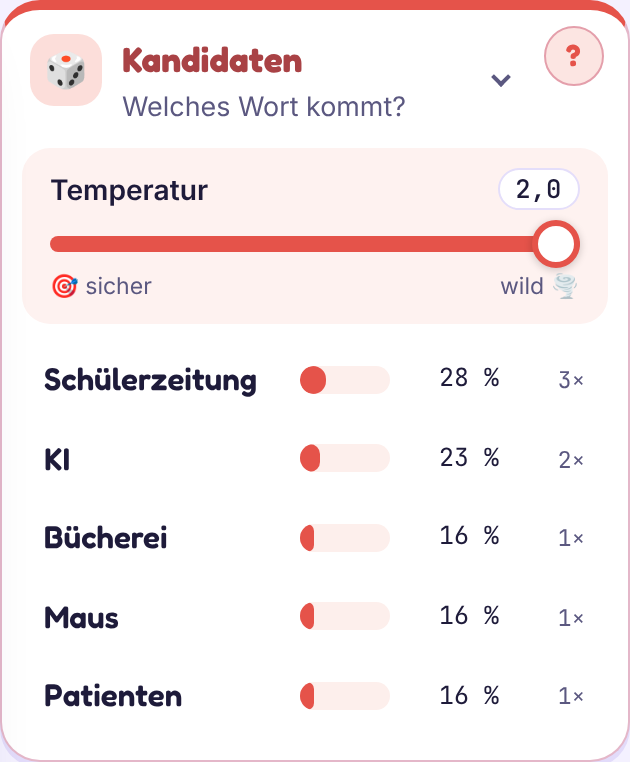 Kandidaten
?
Welches Wort kommt?
Temperatur 2,0
sicher wild
Schülerzeitung 28 % 3×
KI 23 % 2×
Bücherei 16 % 1×
Maus 16 % 1×
Patienten 16 % 1×